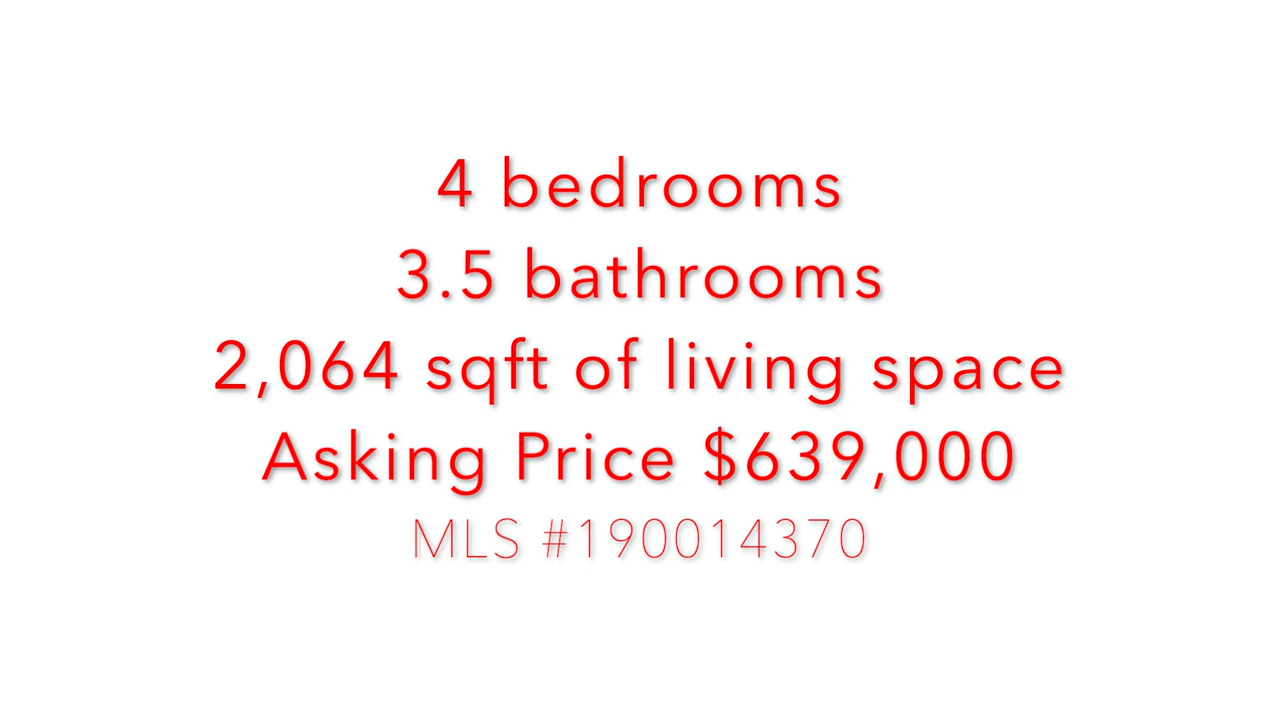 4 bedrooms
3.5 bathrooms
2,064 sqft of living space
Asking Price $639,000
MLS #190014370